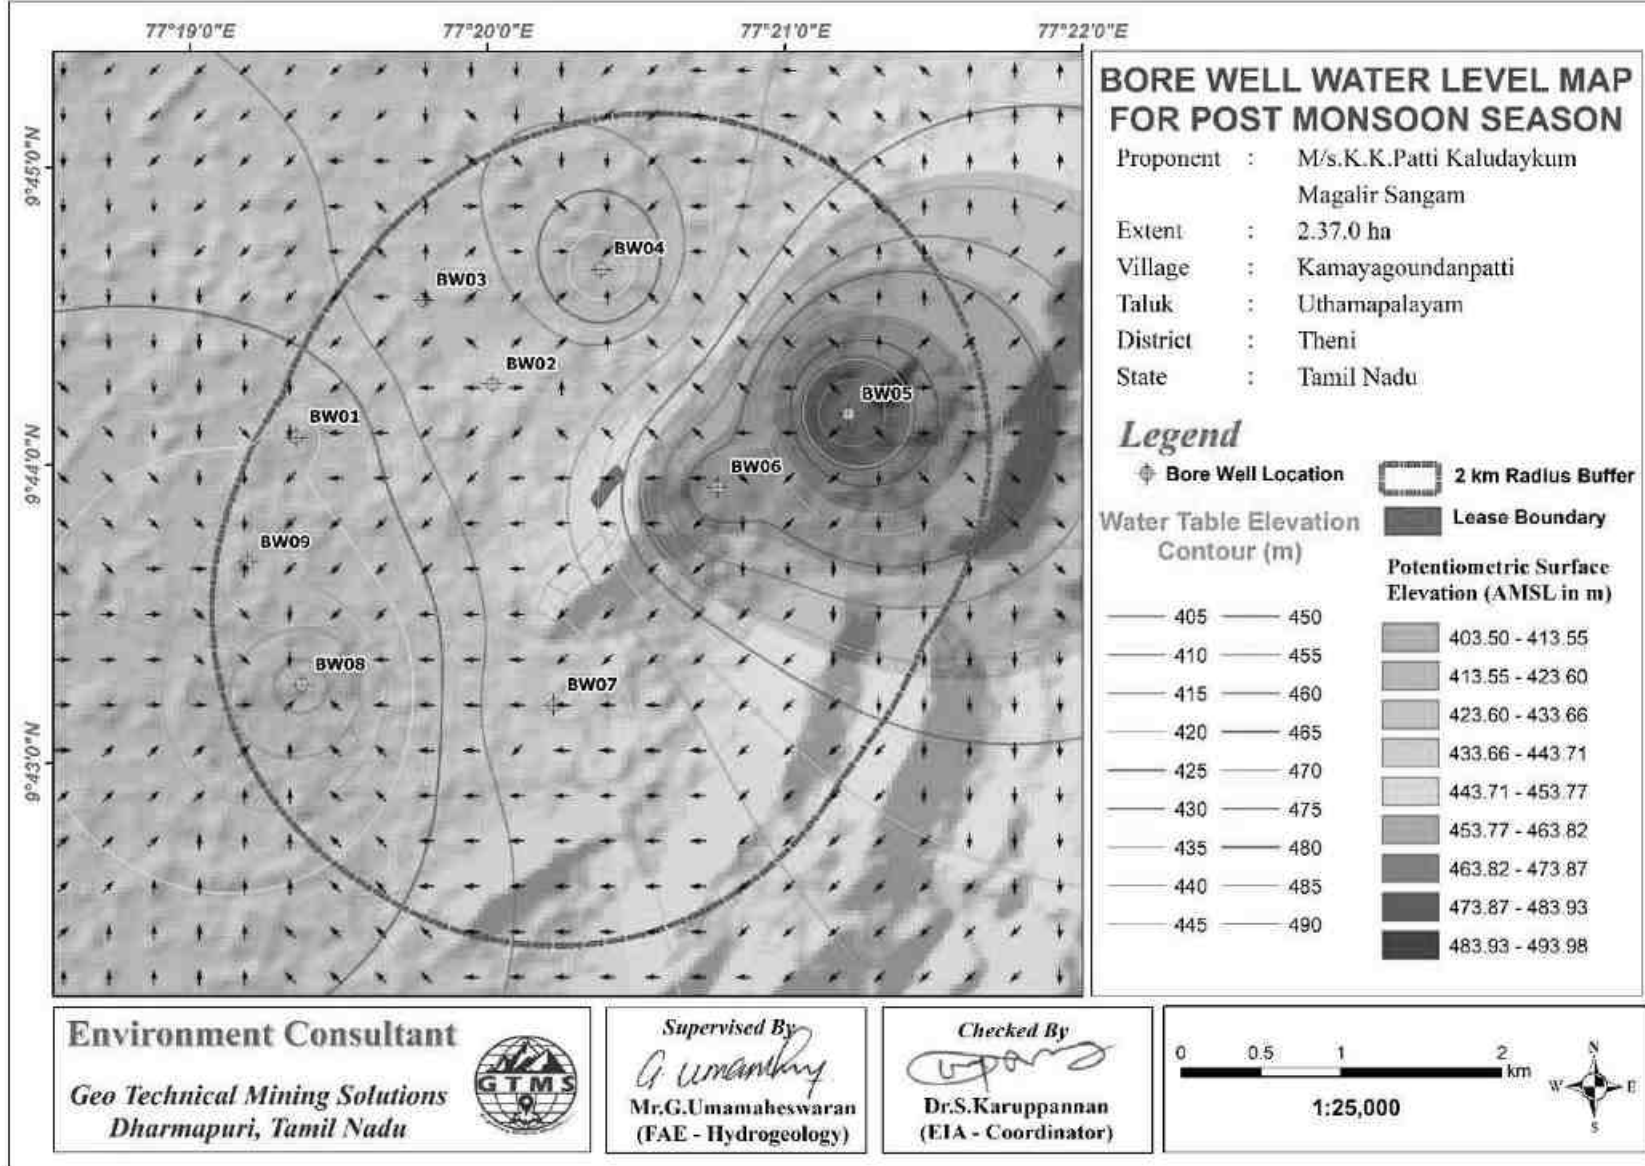 77°19'0"E
77°20'0"E
77°21'0"E
77°22'0"E
9°45'0"N
9°44'0"N
9°43'0"N
BW04
BW03
BW02
BW05
BW01
BW06
BW09
BW08
BW07
BORE WELL WATER LEVEL MAP
FOR POST MONSOON SEASON
Proponent : M/s.K.K.Patti Kaludaykum
Magalir Sangam
Extent : 2.37.0 ha
Village : Kamayagoundanpatti
Taluk : Uthamapalayam
District : Theni
State : Tamil Nadu
Legend
Bore Well Location
2 km Radius Buffer
Lease Boundary
Water Table Elevation
Contour (m)
405 450
410 455
415 460
420 465
425 470
430 475
435 480
440 485
445 490
Potentiometric Surface
Elevation (AMSL in m)
403.50 - 413.55
413.55 - 423.60
423.60 - 433.66
433.66 - 443.71
443.71 - 453.77
453.77 - 463.82
463.82 - 473.87
473.87 - 483.93
483.93 - 493.98
Environment Consultant
Geo Technical Mining Solutions
Dharmapuri, Tamil Nadu
GTMS
Supervised By
Mr.G.Umamaheswaran
(FAE - Hydrogeology)
Checked By
Dr.S.Karuppannan
(EIA - Coordinator)
0 0.5 1 2
km
1:25,000
N
W E
S